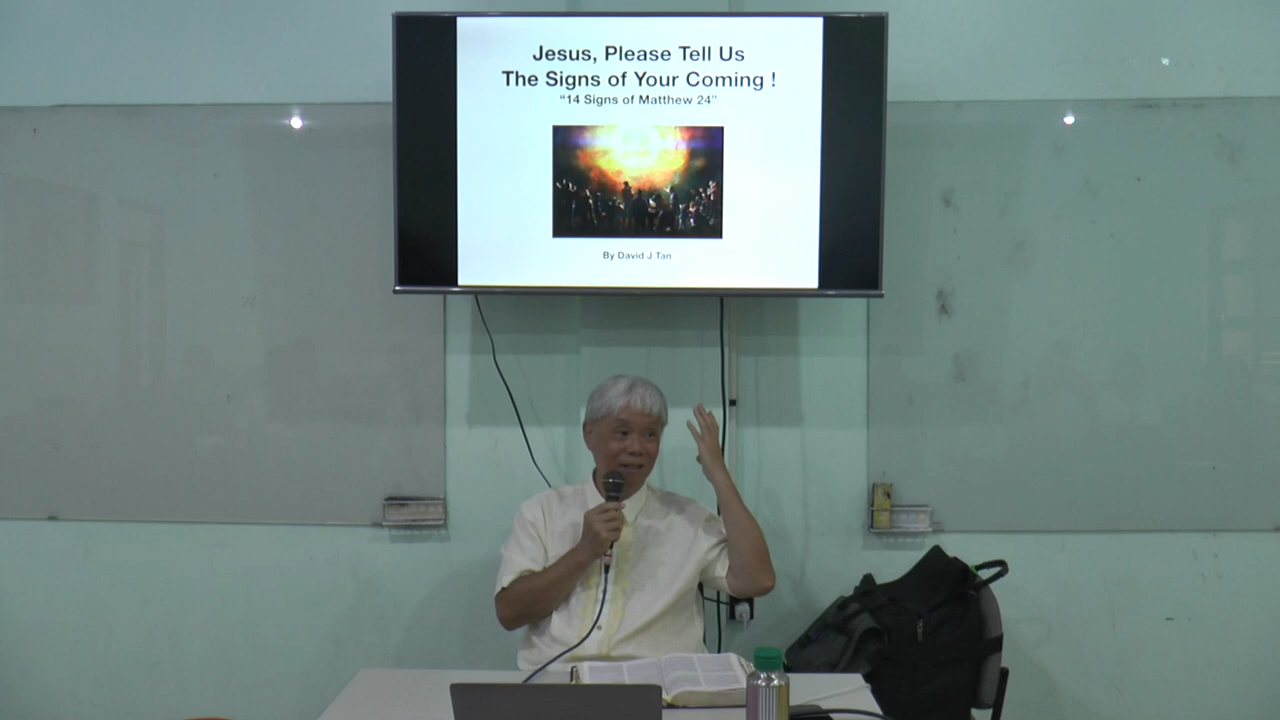 Jesus, Please Tell Us
The Signs of Your Coming !
“14 Signs of Matthew 24”
By David J Tan